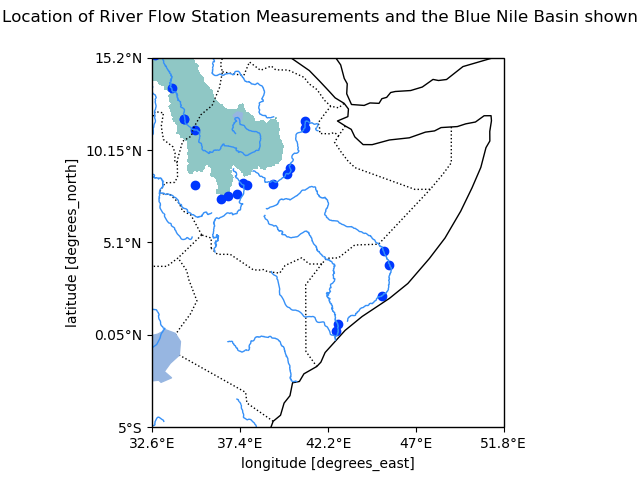 Location of River Flow Station Measurements and the Blue Nile Basin shown
15.2°N
10.15°N
5.1°N
0.05°N
5°S
latitude [degrees_north]
32.6°E 37.4°E 42.2°E 47°E 51.8°E
longitude [degrees_east]